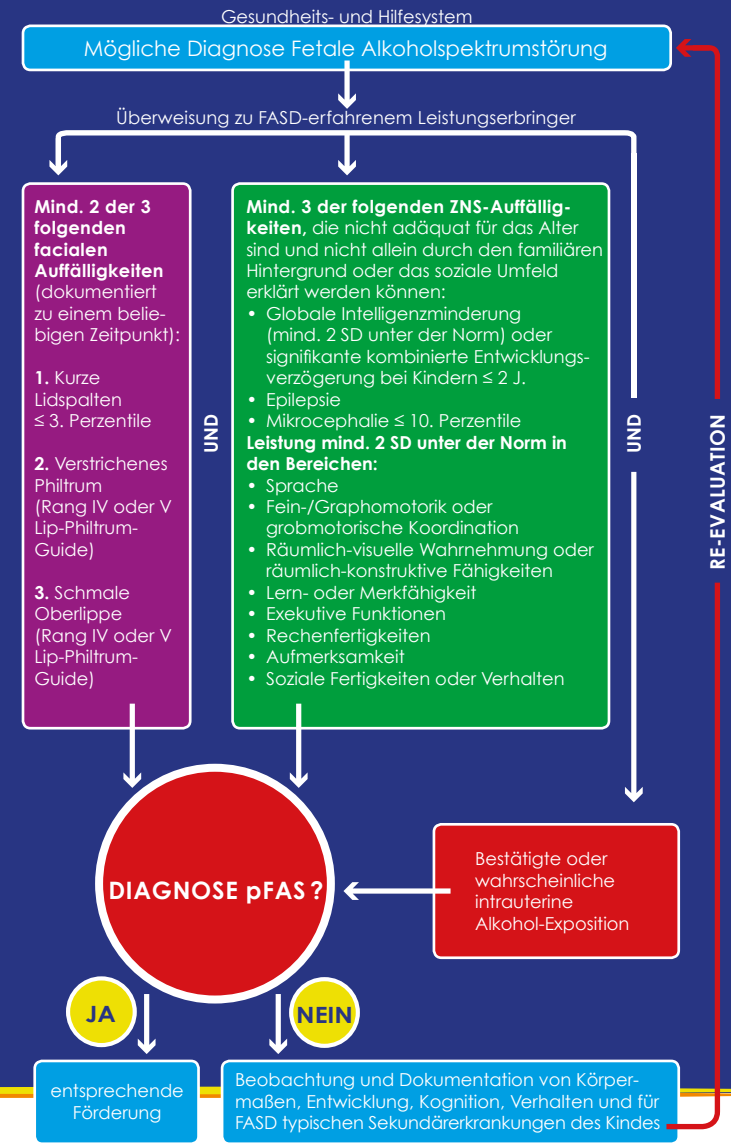 Gesundheits- und Hilfesystem
Mögliche Diagnose Fetale Alkoholspektrumstörung
Überweisung zu FASD-erfahrenem Leistungserbringer
Mind. 2 der 3
folgenden
facialen
Auffälligkeiten
(dokumentiert
zu einem belie-
bigen Zeitpunkt):
1. Kurze
Lidspalten
≤ 3. Perzentile
2. Verstrichenes
Philtrum
(Rang IV oder V
Lip-Philtrum-
Guide)
3. Schmale
Oberlippe
(Rang IV oder V
Lip-Philtrum-
Guide)
UND
Mind. 3 der folgenden ZNS-Auffällig-
keiten, die nicht adäquat für das Alter
sind und nicht allein durch den familiären
Hintergrund oder das soziale Umfeld
erklärt werden können:
• Globale Intelligenzminderung
(mind. 2 SD unter der Norm) oder
signifikante kombinierte Entwicklungs-
verzögerung bei Kindern ≤ 2 J.
• Epilepsie
• Mikrocephalie ≤ 10. Perzentile
Leistung mind. 2 SD unter der Norm in
den Bereichen:
• Sprache
• Fein-/Graphomotorik oder
grobmotorische Koordination
• Räumlich-visuelle Wahrnehmung oder
räumlich-konstruktive Fähigkeiten
• Lern- oder Merkfähigkeit
• Exekutive Funktionen
• Rechenfertigkeiten
• Aufmerksamkeit
• Soziale Fertigkeiten oder Verhalten
UND
RE-EVALUATION
DIAGNOSE pFAS ?
Bestätigte oder
wahrscheinliche
intrauterine
Alkohol-Exposition
JA
NEIN
entsprechende
Förderung
Beobachtung und Dokumentation von Körper-
maßen, Entwicklung, Kognition, Verhalten und für
FASD typischen Sekundärerkrankungen des Kindes